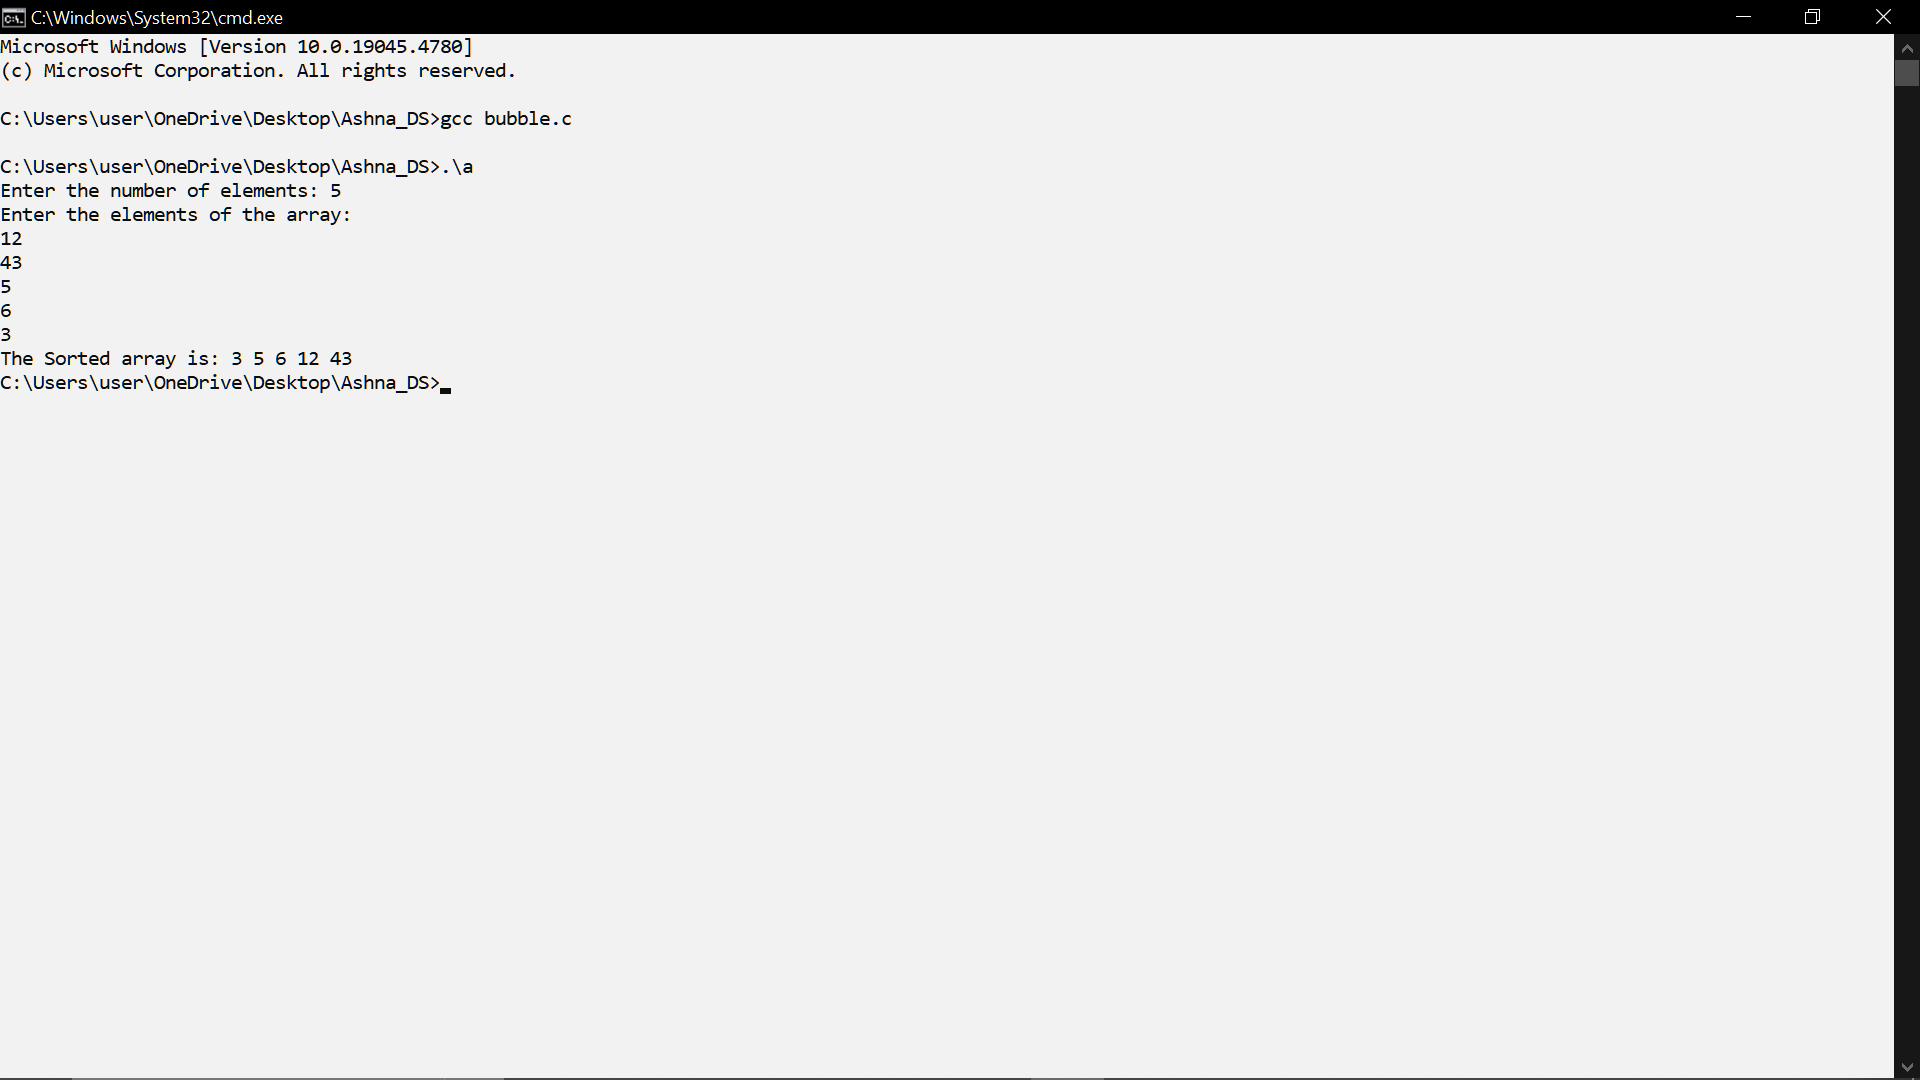 C:\Windows\System32\cmd.exe
Microsoft Windows [Version 10.0.19045.4780]
(c) Microsoft Corporation. All rights reserved.
C:\Users\user\OneDrive\Desktop\Ashna_DS>gcc bubble.c
C:\Users\user\OneDrive\Desktop\Ashna_DS>.\a
Enter the number of elements: 5
Enter the elements of the array:
12
43
5
6
3
The Sorted array is: 3 5 6 12 43
C:\Users\user\OneDrive\Desktop\Ashna_DS>